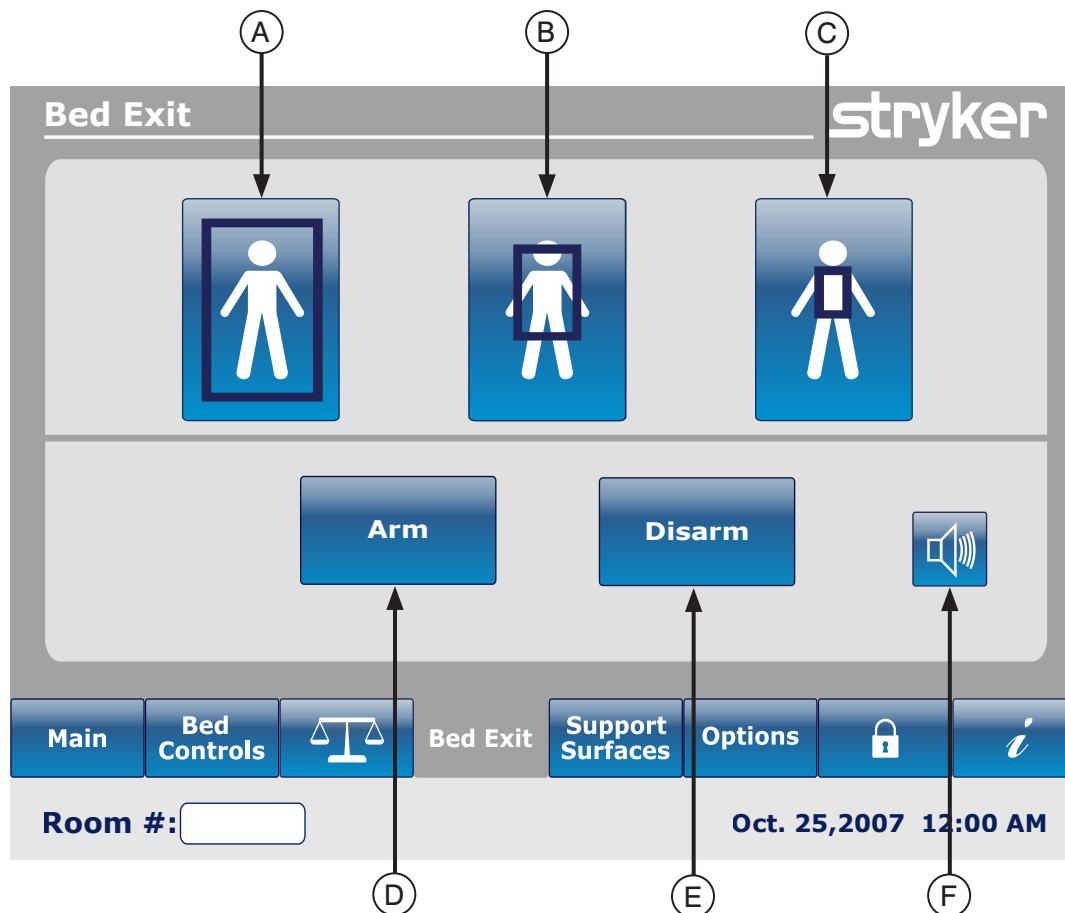 A B C
Bed Exit
stryker
Arm
Disarm
Main
Bed
Controls
Bed Exit
Support
Surfaces
Options
i
Room #:
Oct. 25,2007 12:00 AM
D E F